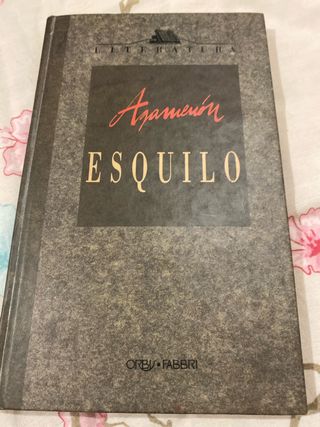 LITERATURA
Agamenón
ESQUILO
ORBIS•FABBRI